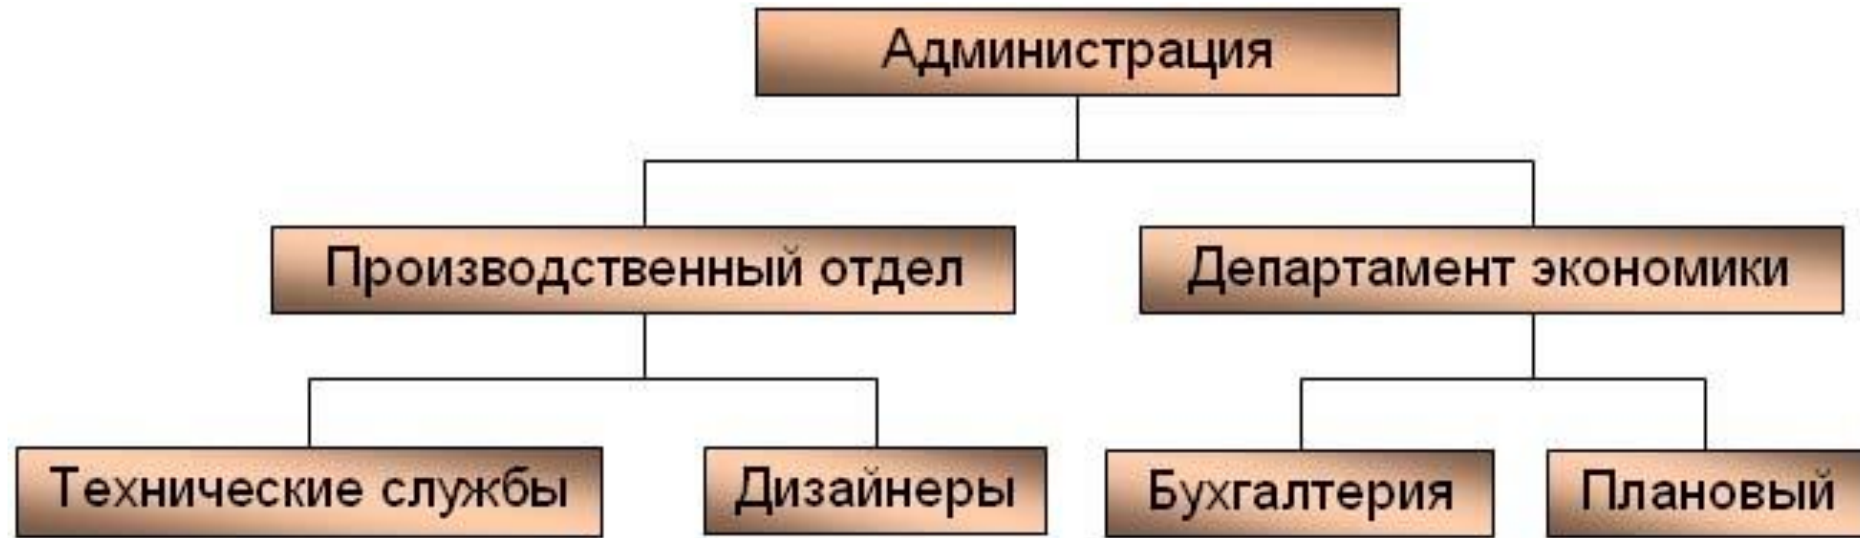 Администрация
Производственный отдел
Департамент экономики
Технические службы
Дизайнеры
Бухгалтерия
Плановый